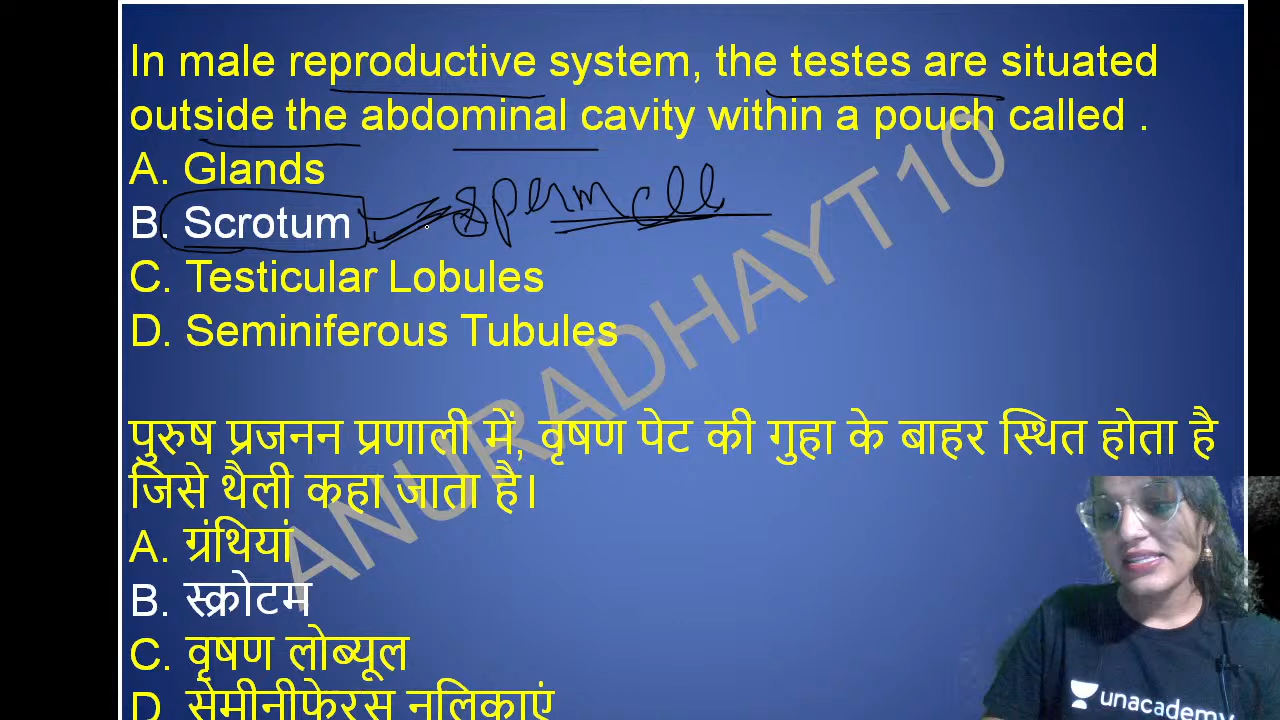 In male reproductive system, the testes are situated
outside the abdominal cavity within a pouch called .
A. Glands
B. Scrotum
sperm cell
C. Testicular Lobules
D. Seminiferous Tubules
ANURADHAYT10
पुरुष प्रजनन प्रणाली में, वृषण पेट की गुहा के बाहर स्थित होता है
जिसे थैली कहा जाता है।
A. ग्रंथियां
B. स्क्रोटम
C. वृषण लोब्यूल
D. सेमीनीफेरस नलिकाएं
unacademy